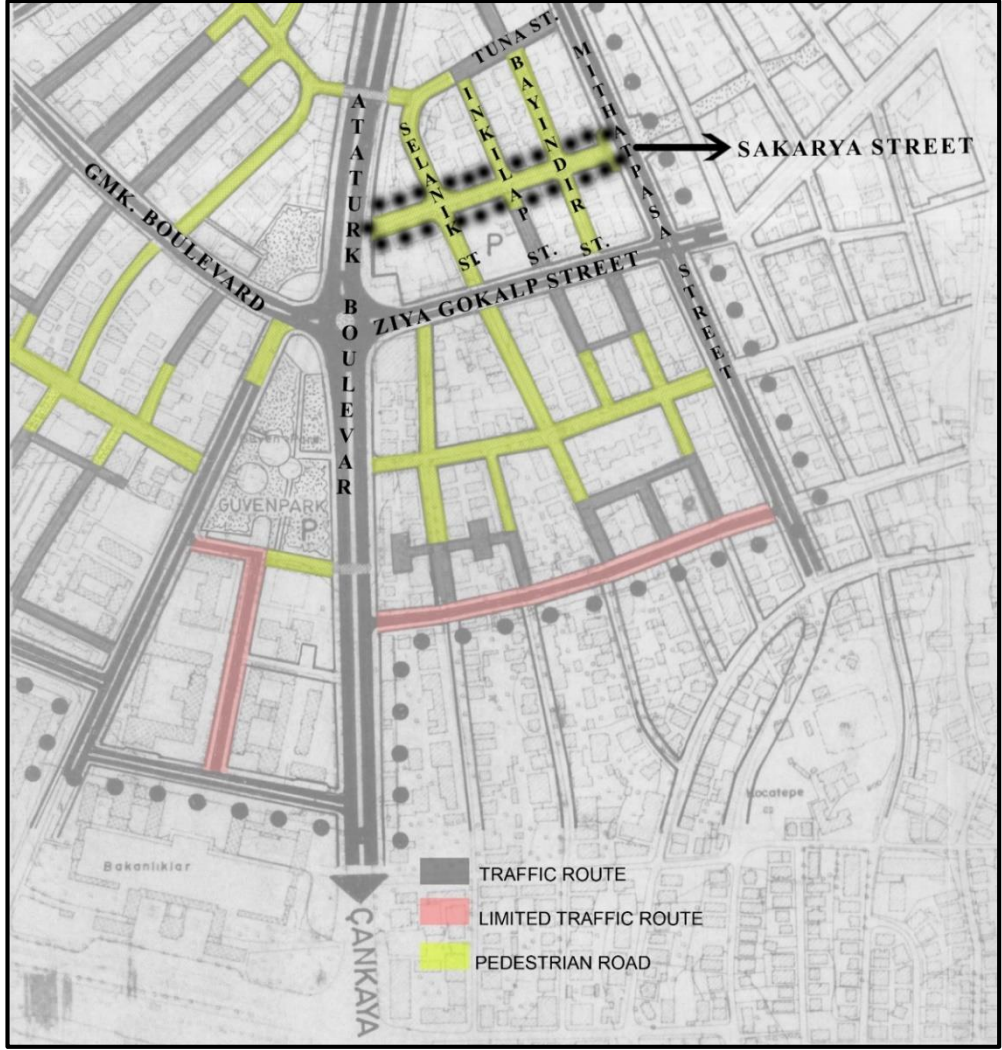 TUNA ST.
MITHATPASA STREET
BAYINDIR ST.
INKILAP ST.
SELANIK ST.
ATATURK BOULEVAR
SAKARYA STREET
GMK. BOULEVARD
P
ZIYA GOKALP STREET
GUVENPARK
P
Kocatepe
Bakanlıklar
TRAFFIC ROUTE
LIMITED TRAFFIC ROUTE
PEDESTRIAN ROAD
ÇANKAYA